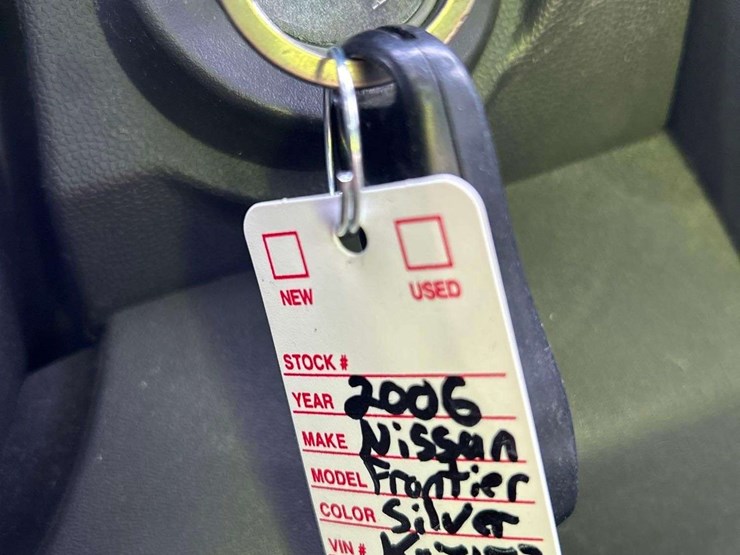 NEW USED
STOCK #
YEAR 2006
MAKE Nissan
MODEL Frontier
COLOR Silver
VIN #